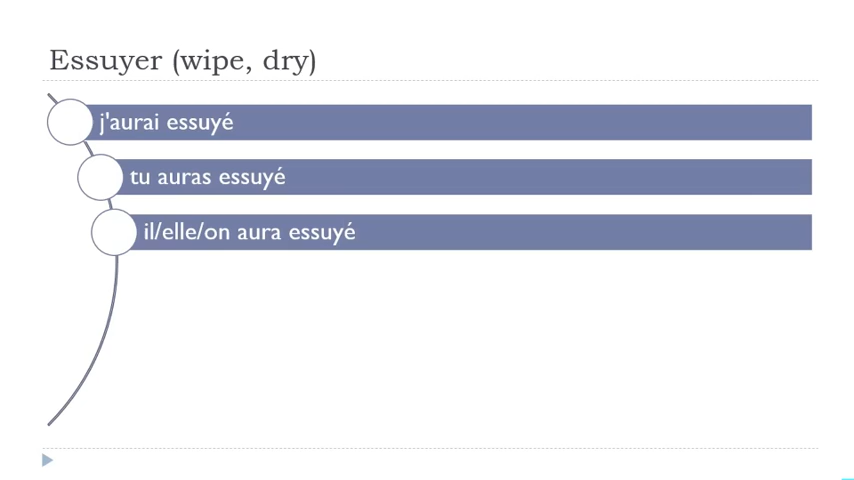 Essuyer (wipe, dry)
j'aurai essuyé
tu auras essuyé
il/elle/on aura essuyé